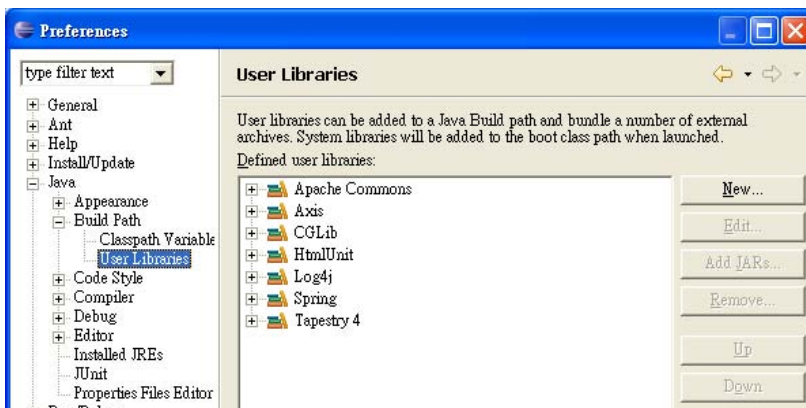 Preferences
type filter text
General
Ant
Help
Install/Update
Java
Appearance
Build Path
Classpath Variable
User Libraries
Code Style
Compiler
Debug
Editor
Installed JREs
JUnit
Properties Files Editor
User Libraries
User libraries can be added to a Java Build path and bundle a number of external
archives. System libraries will be added to the boot class path when launched.
Defined user libraries:
Apache Commons
Axis
CGLib
HtmlUnit
Log4j
Spring
Tapestry 4
New...
Edit...
Add JARs...
Remove...
Up
Down